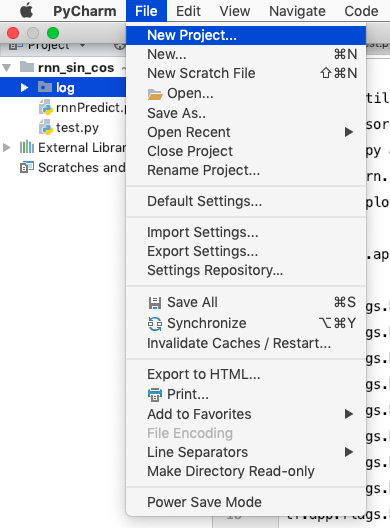 PyCharm File Edit View Navigate Code
Project
New Project...
rnn_sin_cos
New... ⌘N
log
New Scratch File ⇧⌘N
rnnPredict.
Open...
test.py
Save As..
External Librar
Open Recent
Close Project
Scratches and
Rename Project...
Default Settings...
Import Settings...
Export Settings...
Settings Repository...
Save All ⌘S
Synchronize ⌥⌘Y
Invalidate Caches / Restart...
Export to HTML...
Print...
Add to Favorites
File Encoding
Line Separators
Make Directory Read-only
Power Save Mode